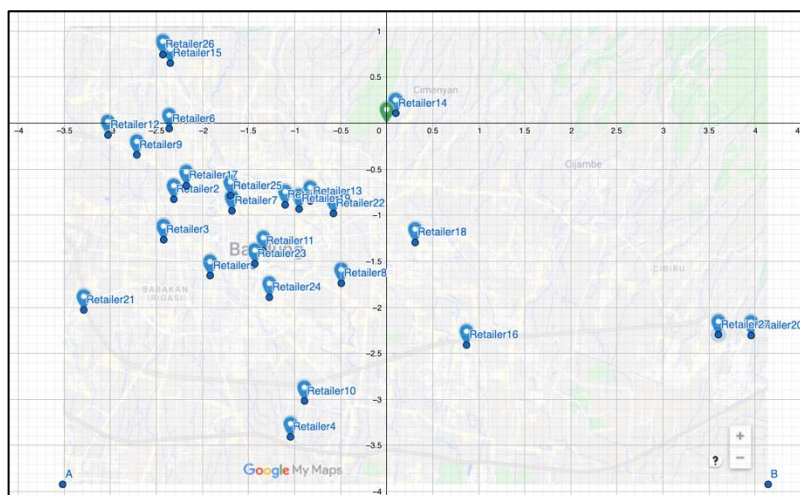 1
Retailer26
Retailer15
0.5
Cimenyan
Retailer14
Retailer6
Retailer12
−4
−3.5
−2.5
−2
−1.5
−1
−0.5
0
0.5
1
1.5
2
2.5
3
3.5
4
Retailer9
Cijambe
Retailer17
−0.5
Retailer2
Retailer25
Retailer13
Retailer7
Retailer22
−1
Retailer3
Retailer18
Retailer11
Retailer23
−1.5
Retailer8
CIBIRU
BABAKAN
IRIGASI
Retailer24
Retailer21
−2
Retailer16
Retailer27
−2.5
Retailer10
−3
Retailer4
−3.5
Google My Maps
+
−
?
A
B
−4